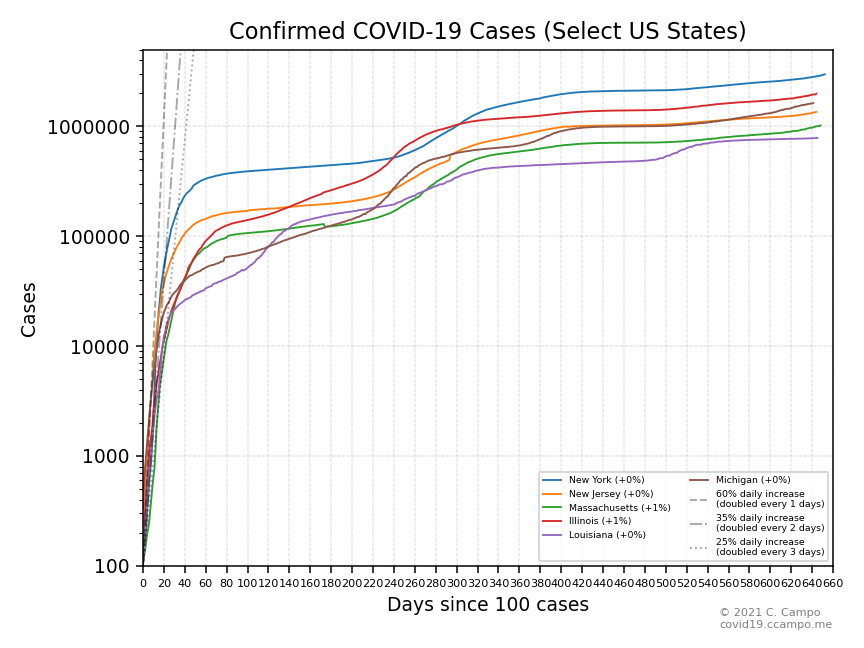 Confirmed COVID-19 Cases (Select US States)
Cases
1000000
100000
10000
1000
100
New York (+0%)
New Jersey (+0%)
Massachusetts (+1%)
Illinois (+1%)
Louisiana (+0%)
Michigan (+0%)
60% daily increase
(doubled every 1 days)
35% daily increase
(doubled every 2 days)
25% daily increase
(doubled every 3 days)
0 20 40 60 80 100 120 140 160 180 200 220 240 260 280 300 320 340 360 380 400 420 440 460 480 500 520 540 560 580 600 620 640 660
Days since 100 cases
© 2021 C. Campo
covid19.ccampo.me